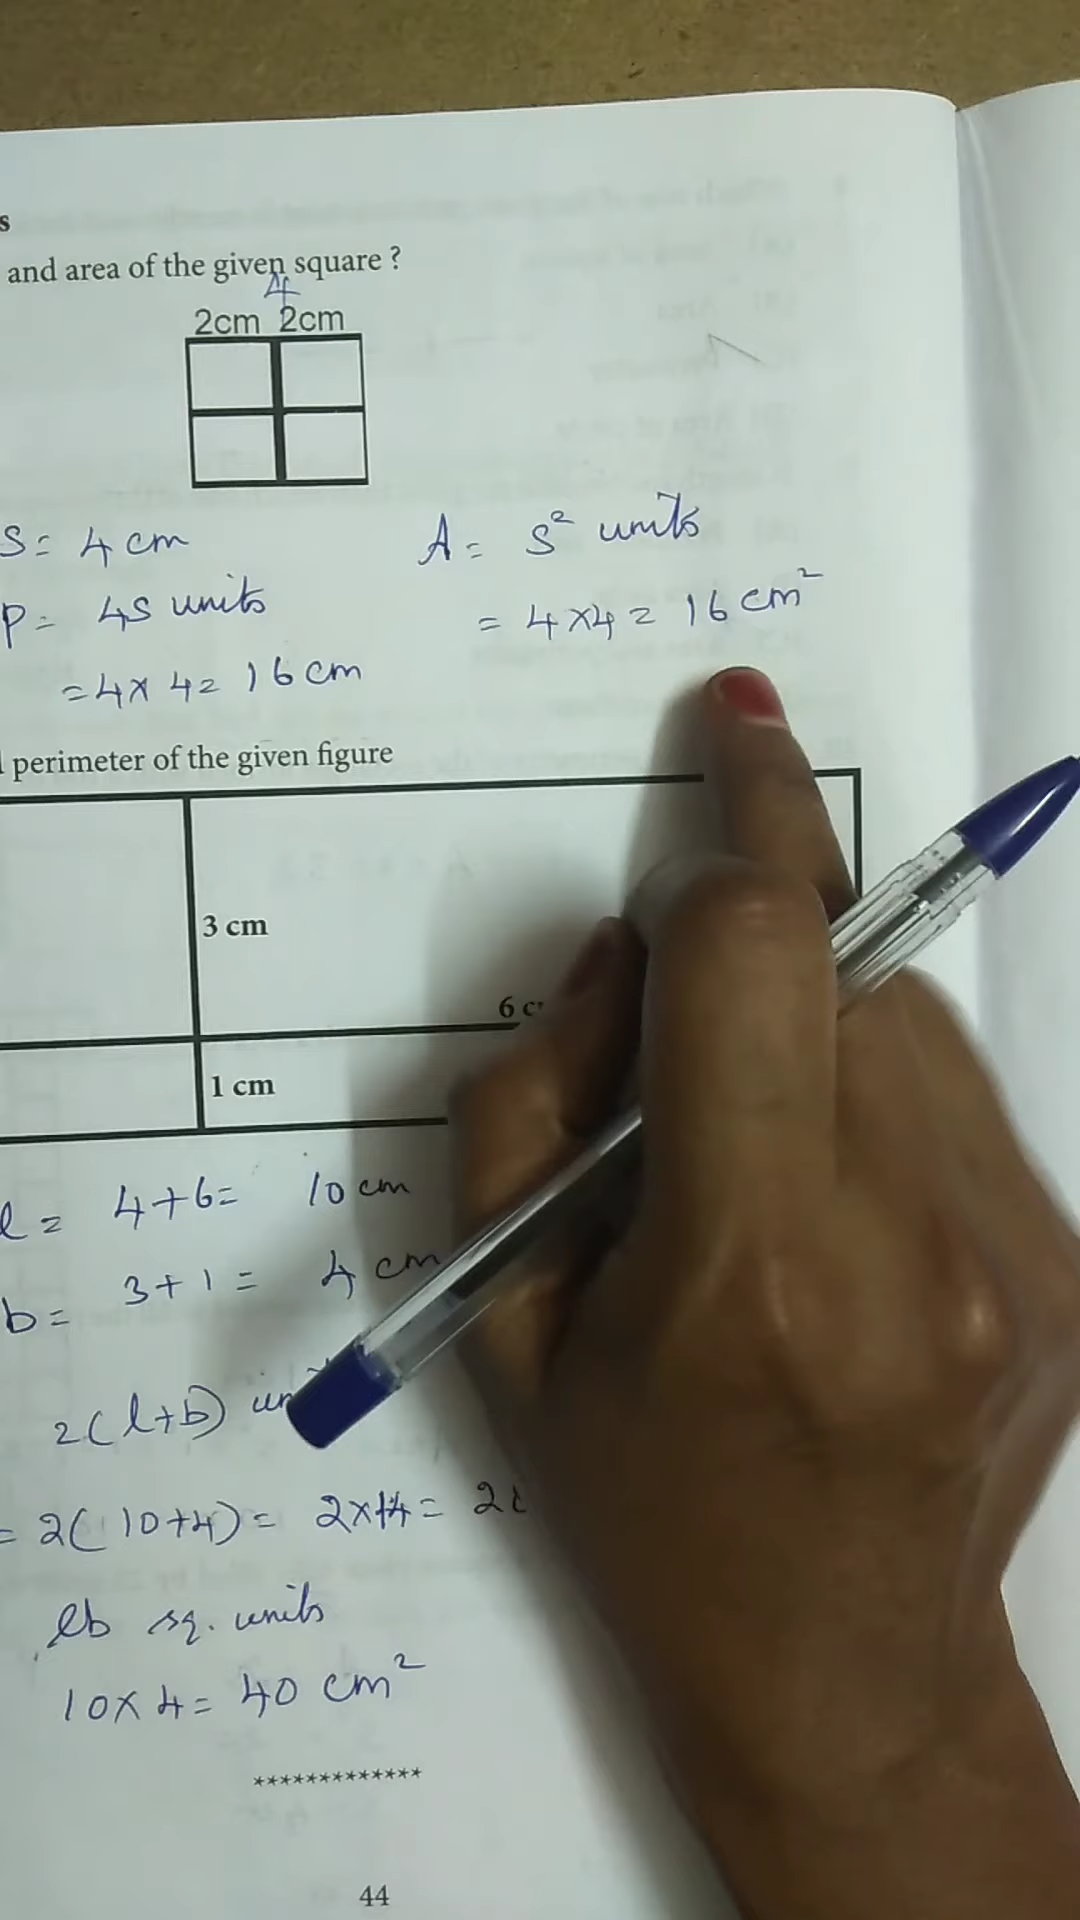 s
and area of the given square ?
4
2cm 2cm
S = 4 cm
P = 4s units
= 4 × 4 = 16 cm
A = s² units
= 4 × 4 = 16 cm²
perimeter of the given figure
3 cm
6
1 cm
l = 4 + 6 = 10 cm
b = 3 + 1 = 4 cm
2(l+b)
= 2(10+4) = 2×14 =
lb sq. units
10 × 4 = 40 cm²
*************
44